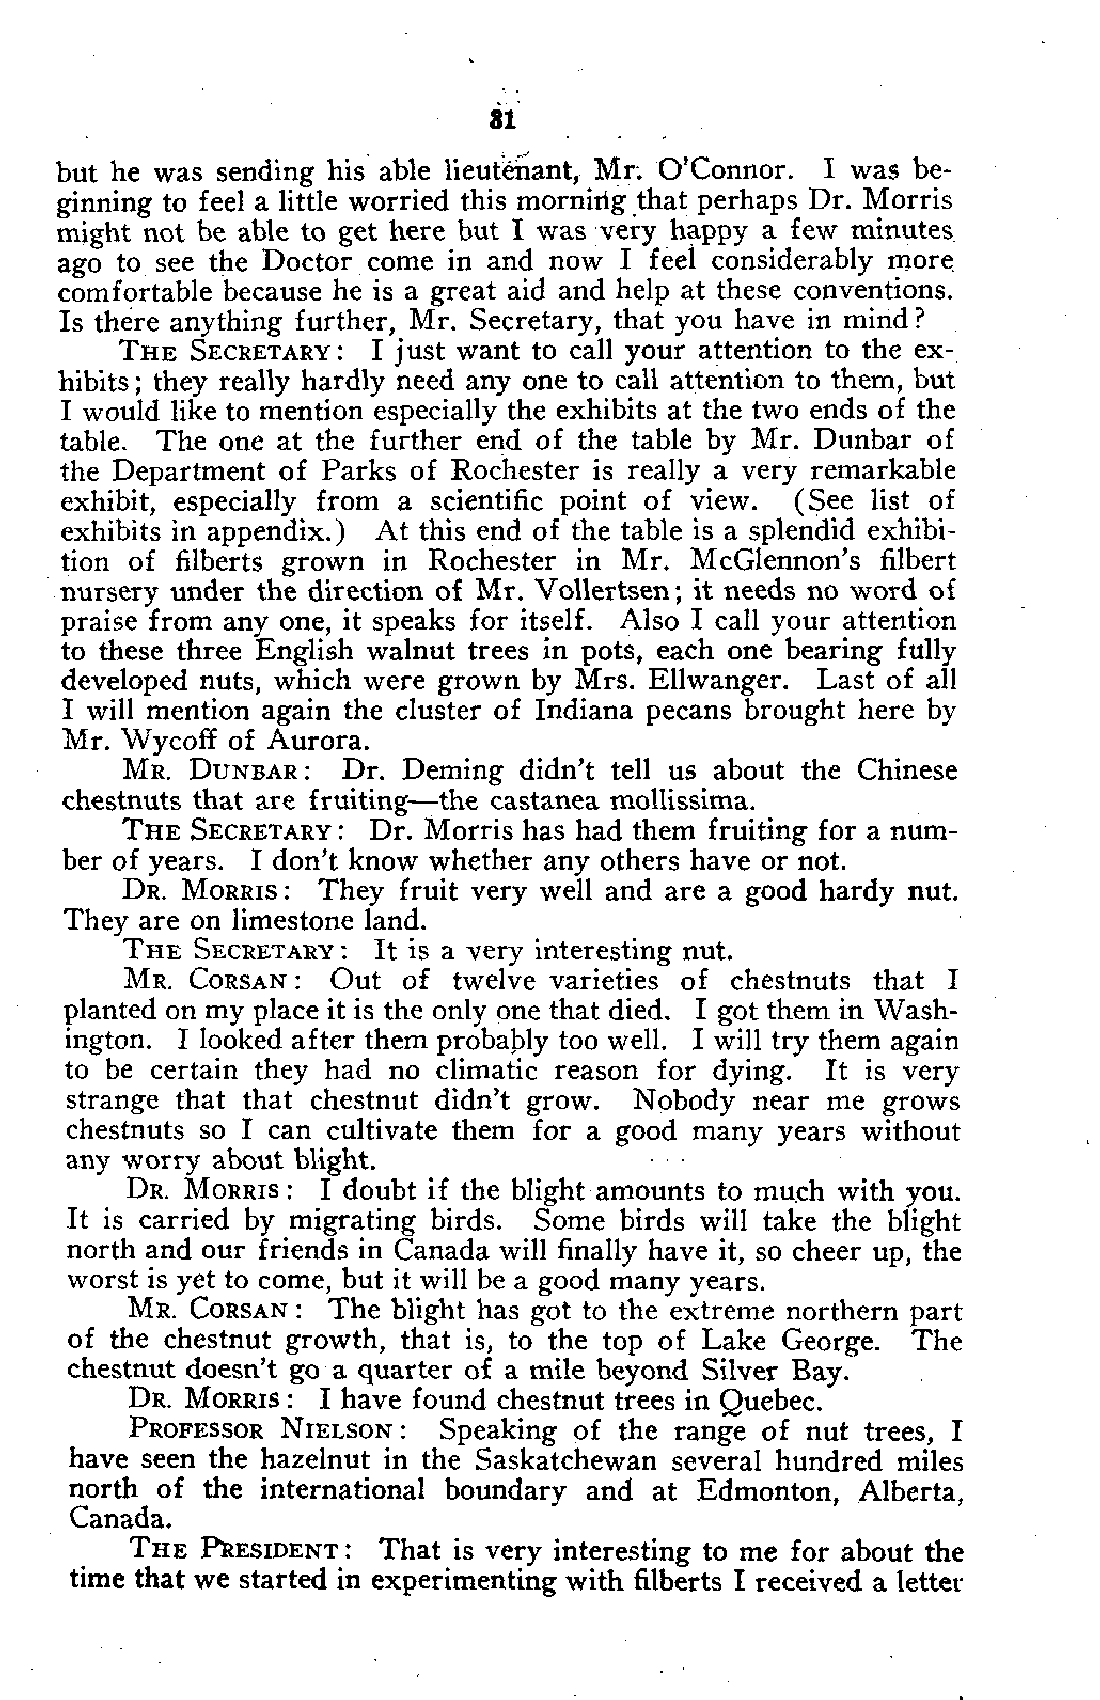 81
but he was sending his able lieutenant, Mr. O'Connor. I was be-
ginning to feel a little worried this morning that perhaps Dr. Morris
might not be able to get here but I was very happy a few minutes
ago to see the Doctor come in and now I feel considerably more
comfortable because he is a great aid and help at these conventions.
Is there anything further, Mr. Secretary, that you have in mind?
THE SECRETARY: I just want to call your attention to the ex-
hibits; they really hardly need any one to call attention to them, but
I would like to mention especially the exhibits at the two ends of the
table. The one at the further end of the table by Mr. Dunbar of
the Department of Parks of Rochester is really a very remarkable
exhibit, especially from a scientific point of view. (See list of
exhibits in appendix.) At this end of the table is a splendid exhibi-
tion of filberts grown in Rochester in Mr. McGlennon's filbert
nursery under the direction of Mr. Vollertsen; it needs no word of
praise from any one, it speaks for itself. Also I call your attention
to these three English walnut trees in pots, each one bearing fully
developed nuts, which were grown by Mrs. Ellwanger. Last of all
I will mention again the cluster of Indiana pecans brought here by
Mr. Wycoff of Aurora.
MR. DUNBAR: Dr. Deming didn't tell us about the Chinese
chestnuts that are fruiting—the castanea mollissima.
THE SECRETARY: Dr. Morris has had them fruiting for a num-
ber of years. I don't know whether any others have or not.
DR. MORRIS: They fruit very well and are a good hardy nut.
They are on limestone land.
THE SECRETARY: It is a very interesting nut.
MR. CORSAN: Out of twelve varieties of chestnuts that I
planted on my place it is the only one that died. I got them in Wash-
ington. I looked after them probably too well. I will try them again
to be certain they had no climatic reason for dying. It is very
strange that that chestnut didn't grow. Nobody near me grows
chestnuts so I can cultivate them for a good many years without
any worry about blight.
DR. MORRIS: I doubt if the blight amounts to much with you.
It is carried by migrating birds. Some birds will take the blight
north and our friends in Canada will finally have it, so cheer up, the
worst is yet to come, but it will be a good many years.
MR. CORSAN: The blight has got to the extreme northern part
of the chestnut growth, that is, to the top of Lake George. The
chestnut doesn't go a quarter of a mile beyond Silver Bay.
DR. MORRIS: I have found chestnut trees in Quebec.
PROFESSOR NIELSON: Speaking of the range of nut trees, I
have seen the hazelnut in the Saskatchewan several hundred miles
north of the international boundary and at Edmonton, Alberta,
Canada.
THE PRESIDENT: That is very interesting to me for about the
time that we started in experimenting with filberts I received a letter